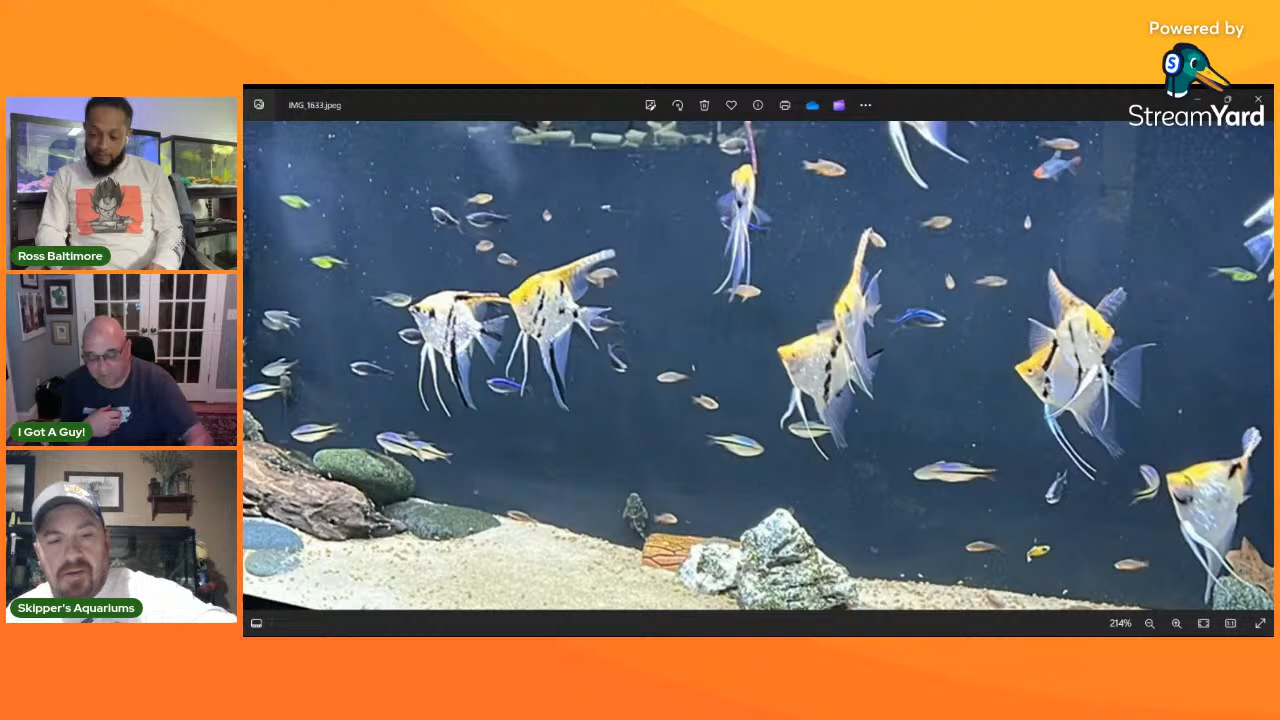 Powered by
StreamYard
IMG_1633.jpeg
Ross Baltimore
I Got A Guy!
Skipper's Aquariums
214%